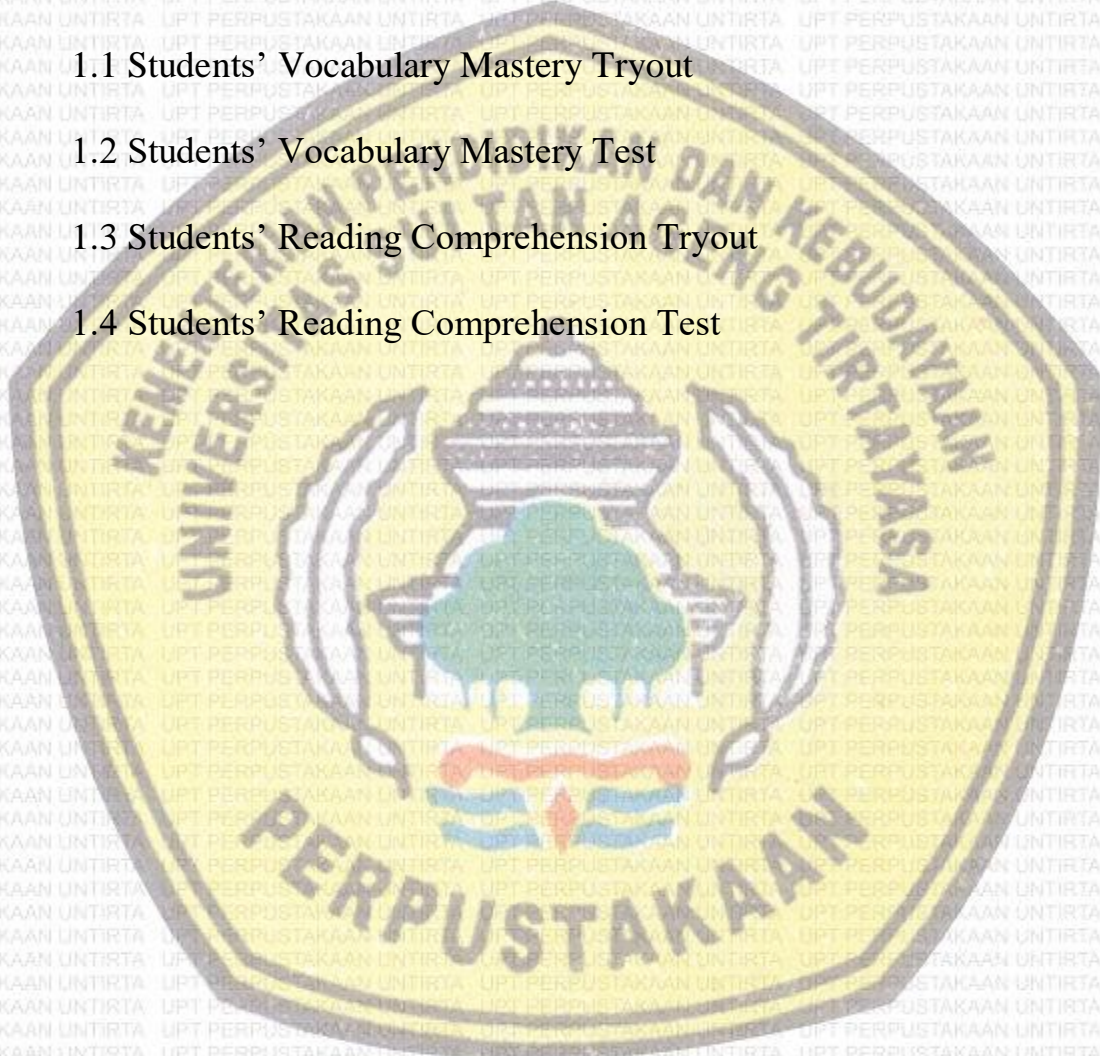 1.1 Students’ Vocabulary Mastery Tryout
1.2 Students’ Vocabulary Mastery Test
1.3 Students’ Reading Comprehension Tryout
1.4 Students’ Reading Comprehension Test
KEMENTERIAN PENDIDIKAN DAN KEBUDAYAAN
UNIVERSITAS SULTAN AGENG TIRTAYASA
PERPUSTAKAAN
UPT PERPUSTAKAAN UNTIRTA